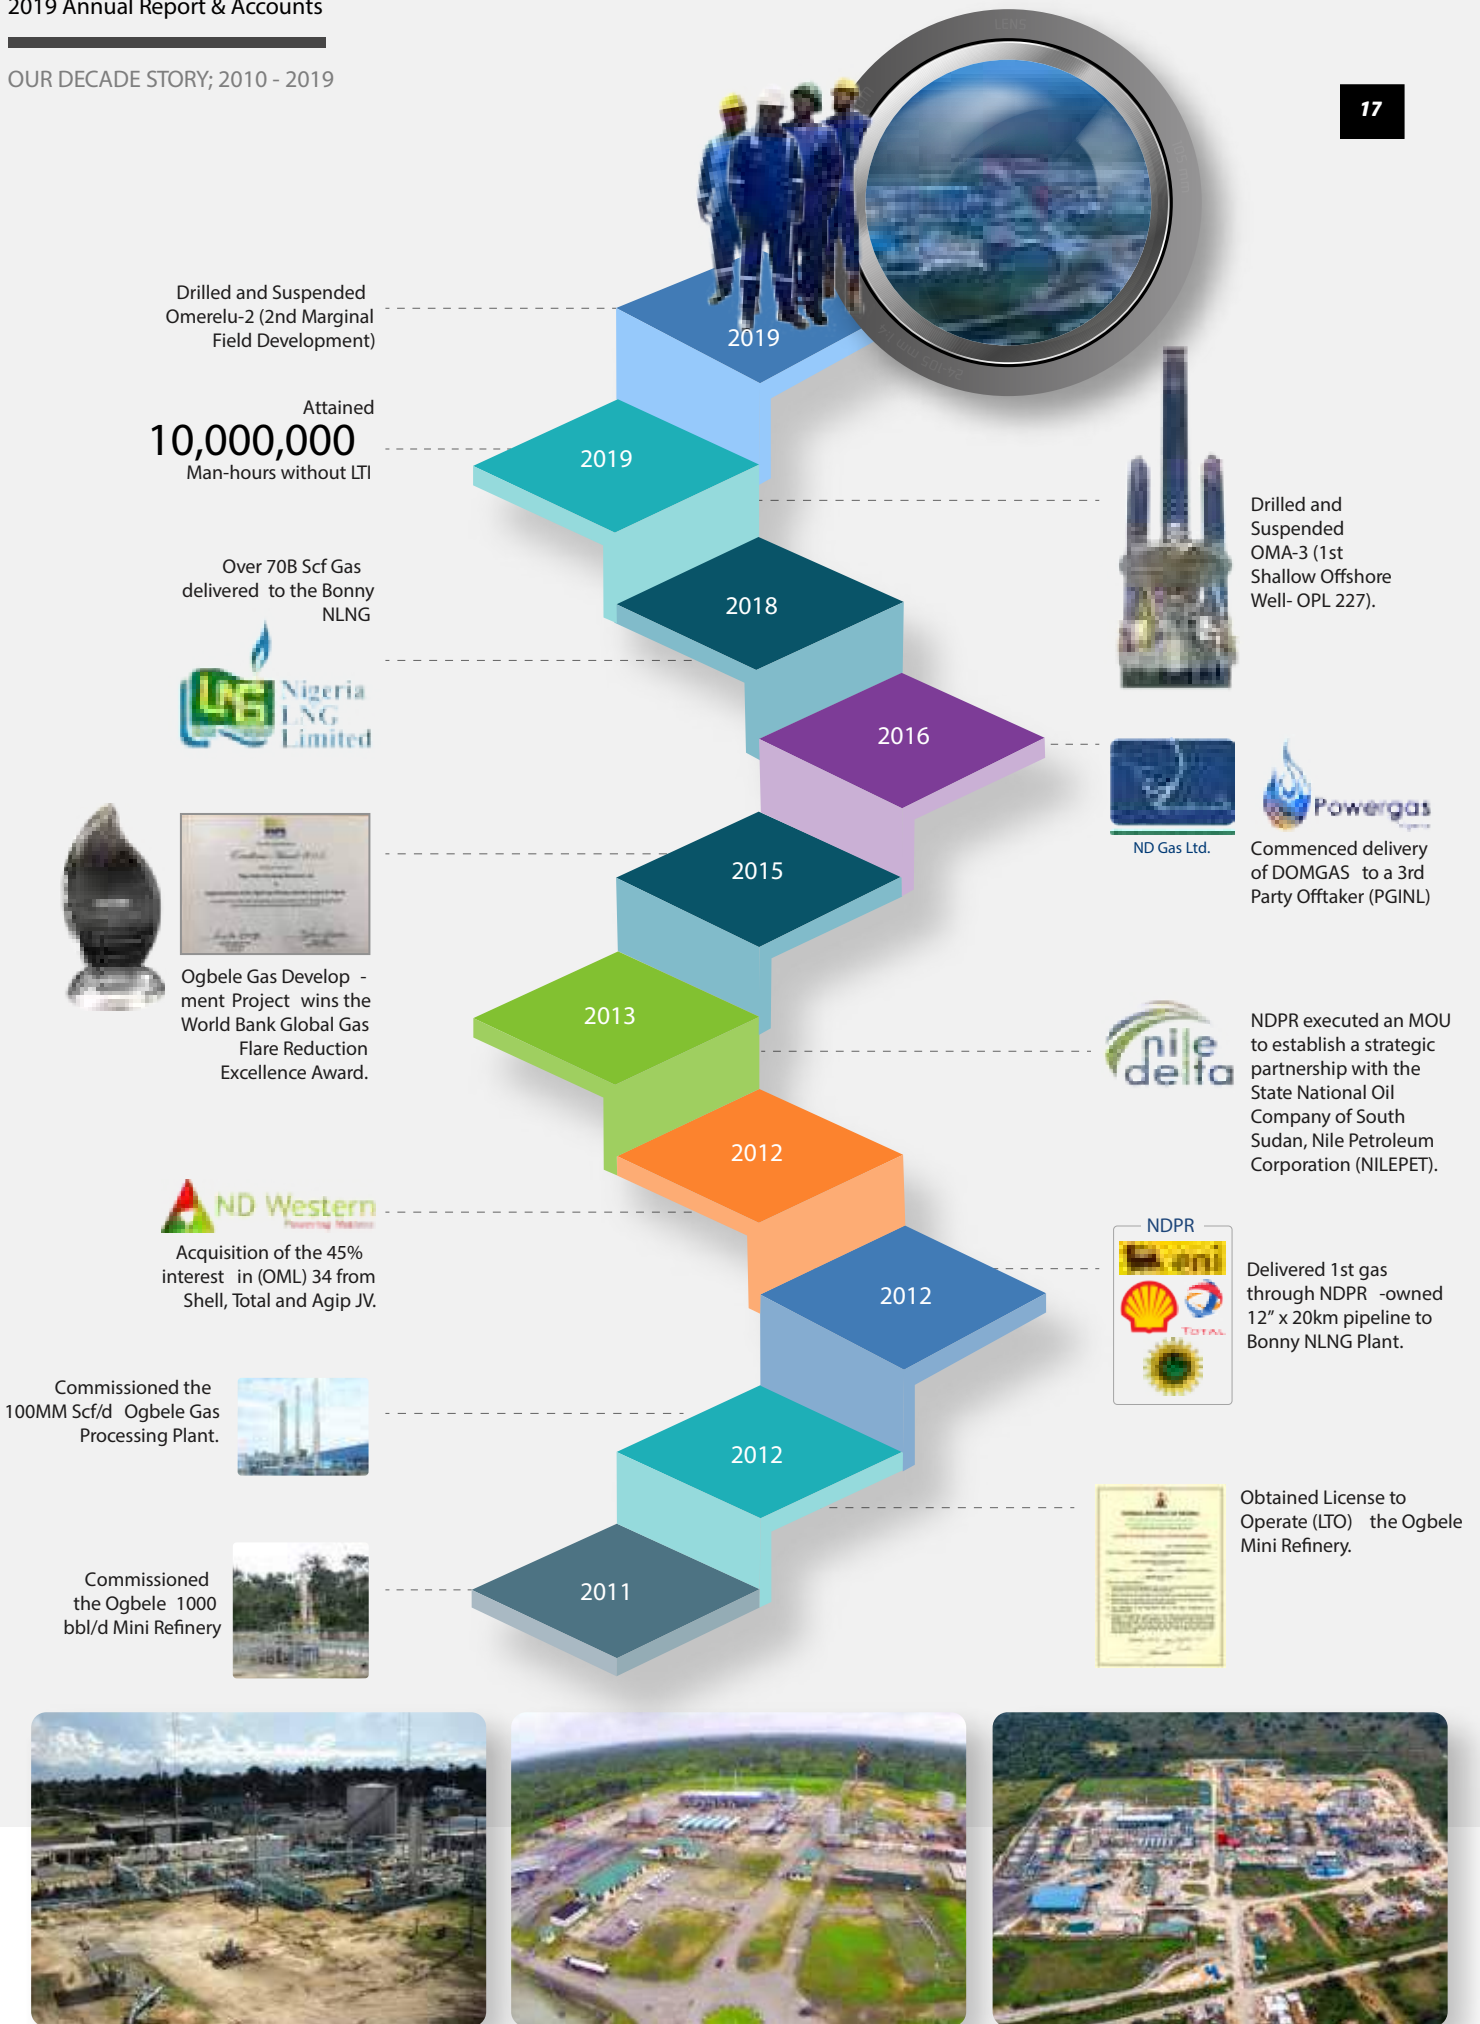 2019 Annual Report & Accounts
OUR DECADE STORY; 2010 - 2019
17
LENS
Drilled and Suspended
Omerelu-2 (2nd Marginal
Field Development)
2019
Attained
10,000,000
Man-hours without LTI
2019
Drilled and
Suspended
OMA-3 (1st
Shallow Offshore
Well- OPL 227).
Over 70B Scf Gas
delivered to the Bonny
NLNG
LNG
Nigeria
LNG
Limited
2018
2016
ND Gas Ltd.
Powergas
Commenced delivery
of DOMGAS to a 3rd
Party Offtaker (PGINL)
2015
Ogbele Gas Develop -
ment Project wins the
World Bank Global Gas
Flare Reduction
Excellence Award.
2013
nile
delta
NDPR executed an MOU
to establish a strategic
partnership with the
State National Oil
Company of South
Sudan, Nile Petroleum
Corporation (NILEPET).
2012
ND Western
Acquisition of the 45%
interest in (OML) 34 from
Shell, Total and Agip JV.
2012
NDPR
eni
TOTAL
Delivered 1st gas
through NDPR -owned
12” x 20km pipeline to
Bonny NLNG Plant.
Commissioned the
100MM Scf/d Ogbele Gas
Processing Plant.
2012
Obtained License to
Operate (LTO) the Ogbele
Mini Refinery.
Commissioned
the Ogbele 1000
bbl/d Mini Refinery
2011